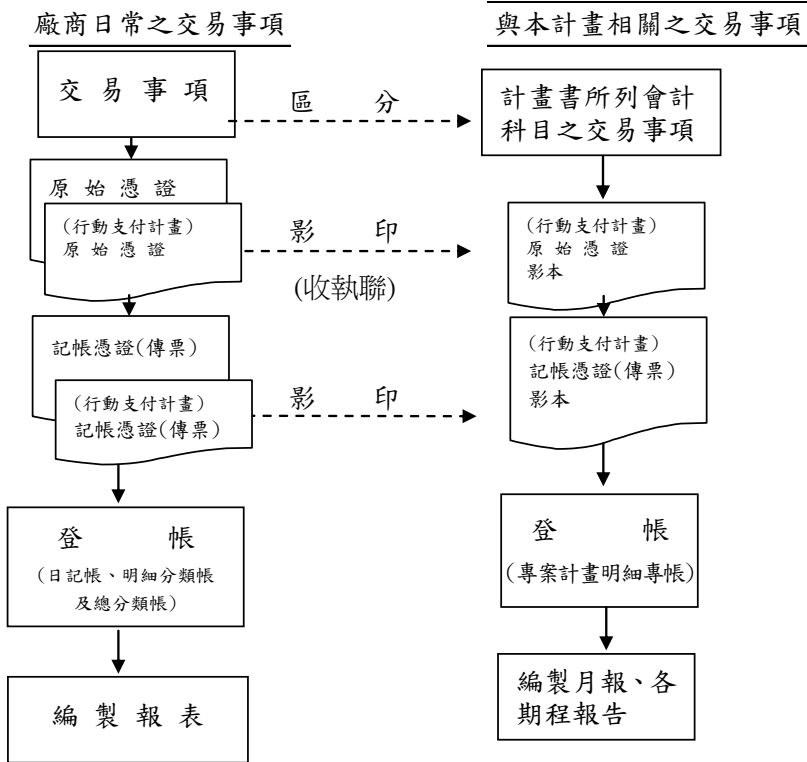 廠商日常之交易事項
與本計畫相關之交易事項
交易事項
區分
計畫書所列會計
科目之交易事項
原始憑證
(行動支付計畫)
原始憑證
影印
(收執聯)
(行動支付計畫)
原始憑證
影本
記帳憑證(傳票)
(行動支付計畫)
記帳憑證(傳票)
影印
(行動支付計畫)
記帳憑證(傳票)
影本
登帳
(日記帳、明細分類帳
及總分類帳)
登帳
(專案計畫明細專帳)
編製報表
編製月報、各
期程報告